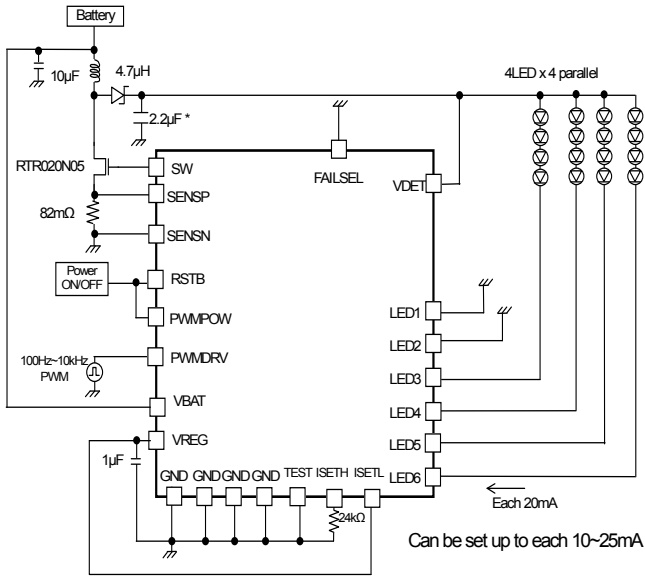 Battery
10μF
4.7μH
4LED x 4 parallel
2.2μF *
RTR020N05
SW
FAILSEL
VDET
SENSP
82mΩ
SENSN
Power
ON/OFF
RSTB
PWMPOW
LED1
LED2
100Hz~10kHz
PWM
PWMDRV
LED3
VBAT
LED4
VREG
LED5
1μF
GND GND GND GND TEST ISETH ISETL
LED6
Each 20mA
24kΩ
Can be set up to each 10~25mA